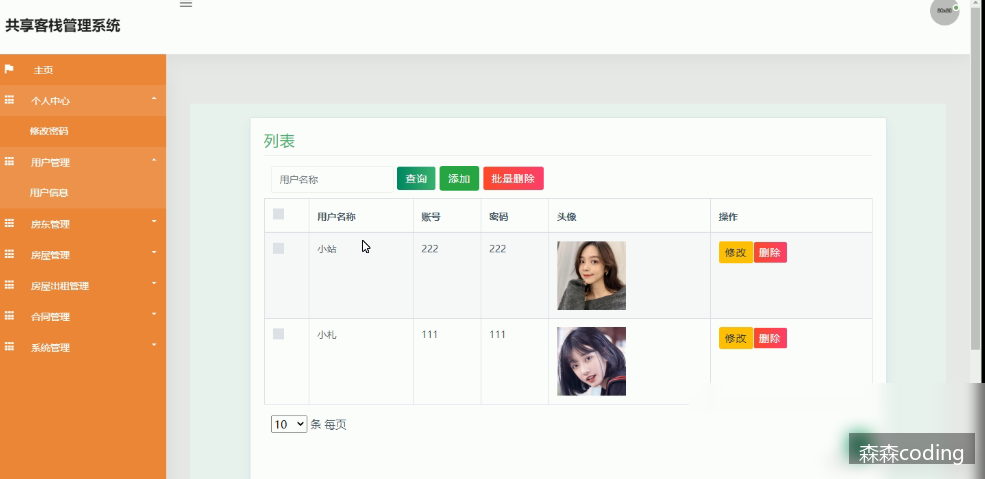 共享客栈管理系统
60x60
主页
个人中心
修改密码
用户管理
用户信息
房东管理
房屋管理
房屋出租管理
合同管理
系统管理
列表
用户名称 查询 添加 批量删除
用户名称 账号 密码 头像 操作
小站 222 222 修改 删除
小札 111 111 修改 删除
10 条 每页
森森coding